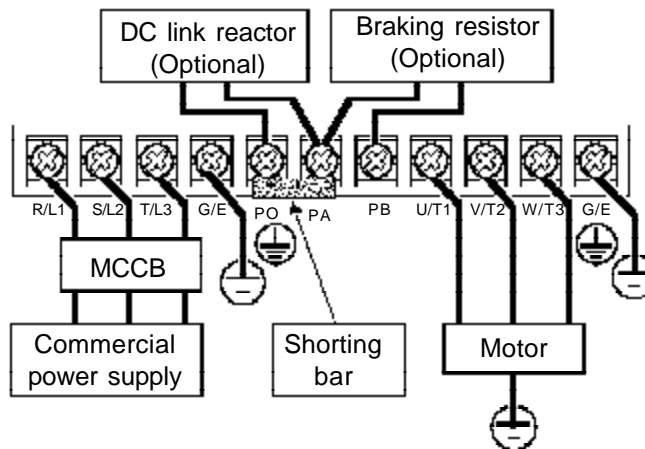 DC link reactor
(Optional)
Braking resistor
(Optional)
R/L1 S/L2 T/L3 G/E PO PA PB U/T1 V/T2 W/T3 G/E
MCCB
Commercial
power supply
Shorting
bar
Motor